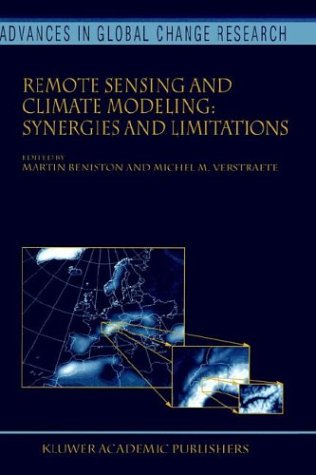 ADVANCES IN GLOBAL CHANGE RESEARCH
REMOTE SENSING AND
CLIMATE MODELING:
SYNERGIES AND LIMITATIONS
EDITED BY
MARTIN BENISTON AND MICHEL M. VERSTRAETE
KLUWER ACADEMIC PUBLISHERS